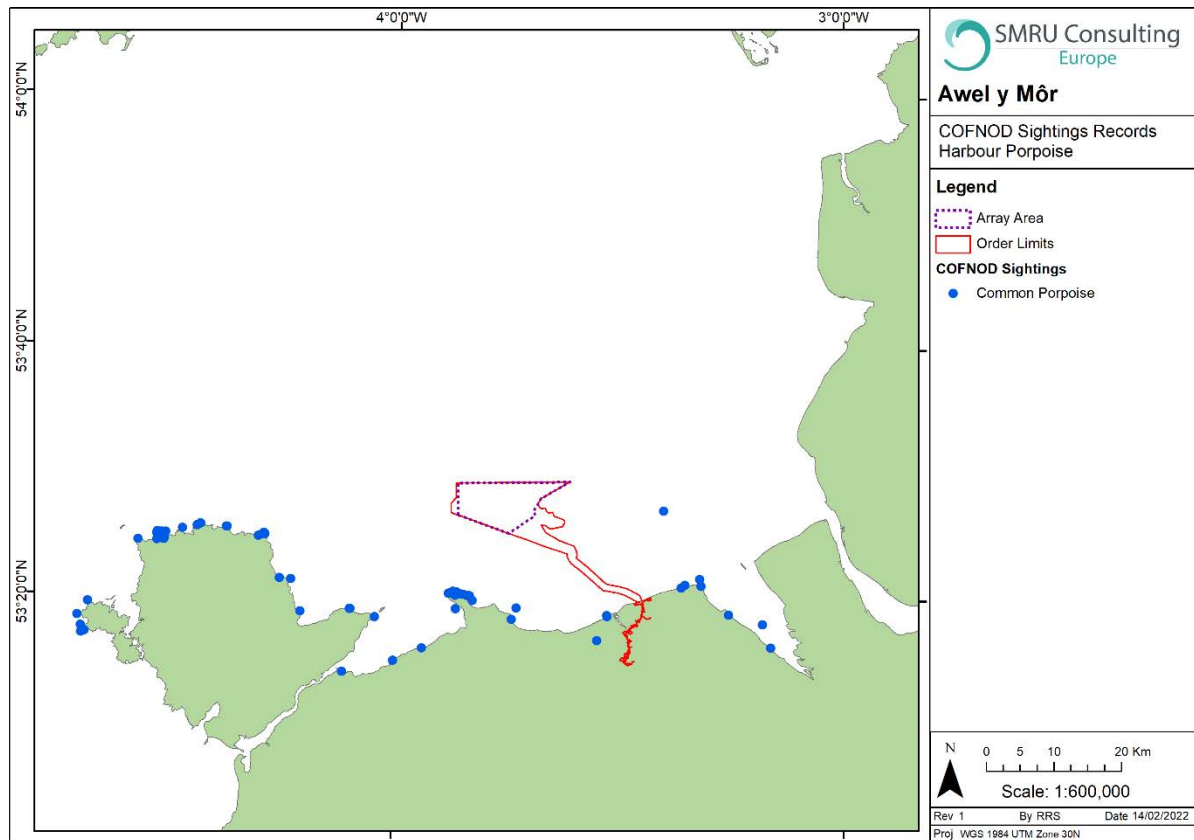 4°0'0"W
3°0'0"W
54°0'0"N
53°40'0"N
53°20'0"N
SMRU Consulting
Europe
Awel y Môr
COFNOD Sightings Records
Harbour Porpoise
Legend
Array Area
Order Limits
COFNOD Sightings
Common Porpoise
N
0 5 10 20 Km
Scale: 1:600,000
Rev 1 By RRS Date 14/02/2022
Proj WGS 1984 UTM Zone 30N